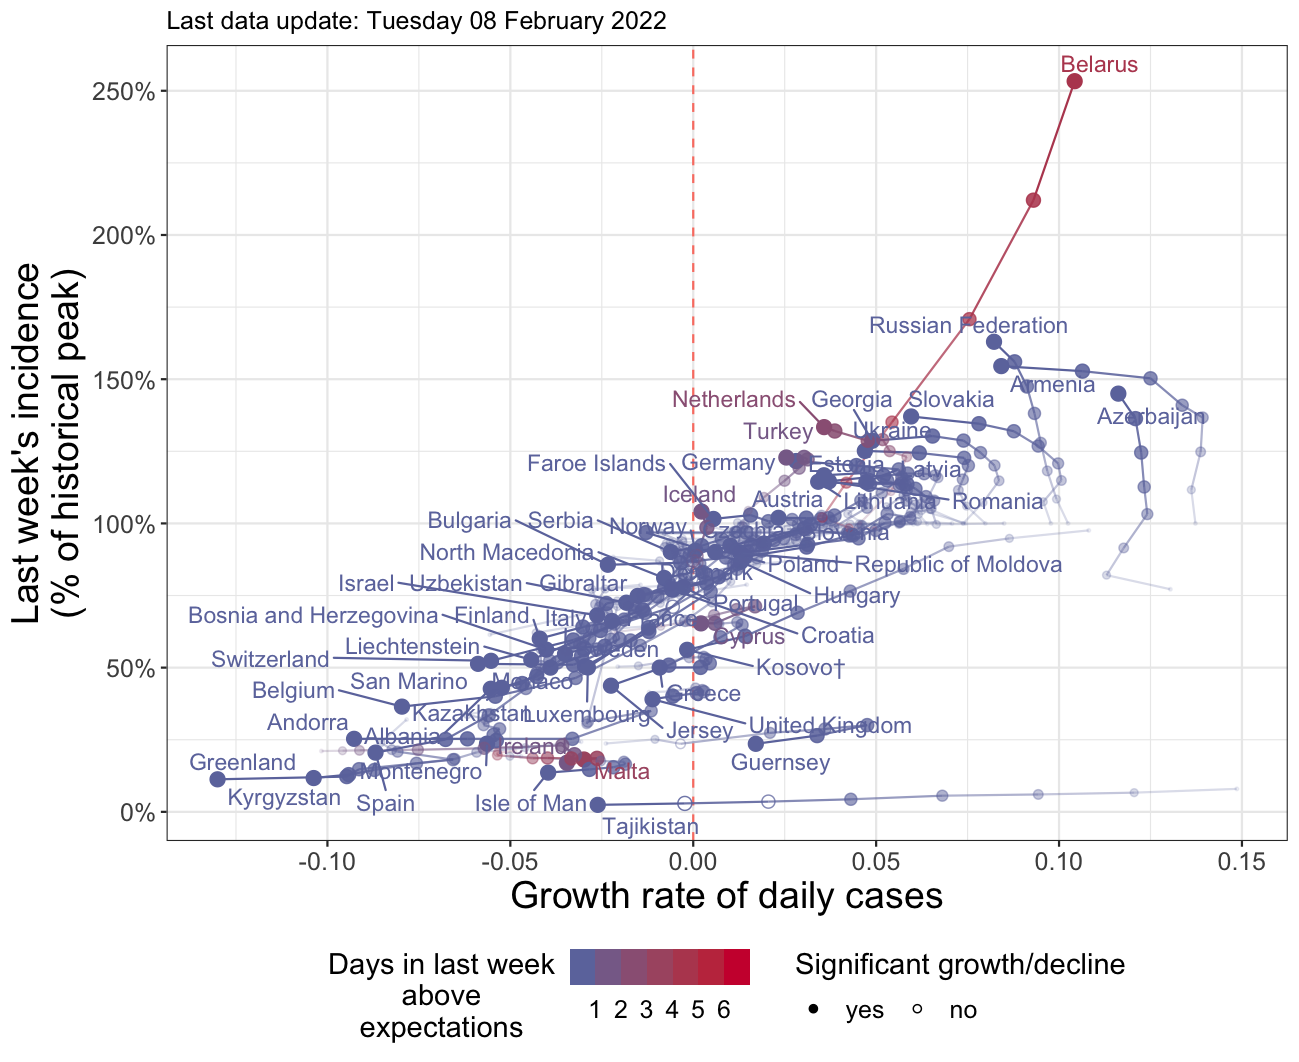 Last data update: Tuesday 08 February 2022
Last week's incidence
(% of historical peak)
250%
200%
150%
100%
50%
0%
Belarus
Russian Federation
Armenia
Azerbaijan
Netherlands
Georgia
Slovakia
Turkey
Ukraine
Faroe Islands
Germany
Estonia
Latvia
Iceland
Austria
Lithuania
Romania
Bulgaria
Serbia
Norway
Czechia
Slovenia
North Macedonia
Poland
Republic of Moldova
Israel
Uzbekistan
Gibraltar
Hungary
Portugal
Bosnia and Herzegovina
Finland
Italy
France
Cyprus
Croatia
Liechtenstein
Sweden
Switzerland
Kosovo†
San Marino
Monaco
Belgium
Greece
Kazakhstan
Luxembourg
Andorra
Jersey
United Kingdom
Albania
Ireland
Greenland
Montenegro
Malta
Guernsey
Kyrgyzstan
Spain
Isle of Man
Tajikistan
-0.10
-0.05
0.00
0.05
0.10
0.15
Growth rate of daily cases
Days in last week
above
expectations
1 2 3 4 5 6
Significant growth/decline
yes
no